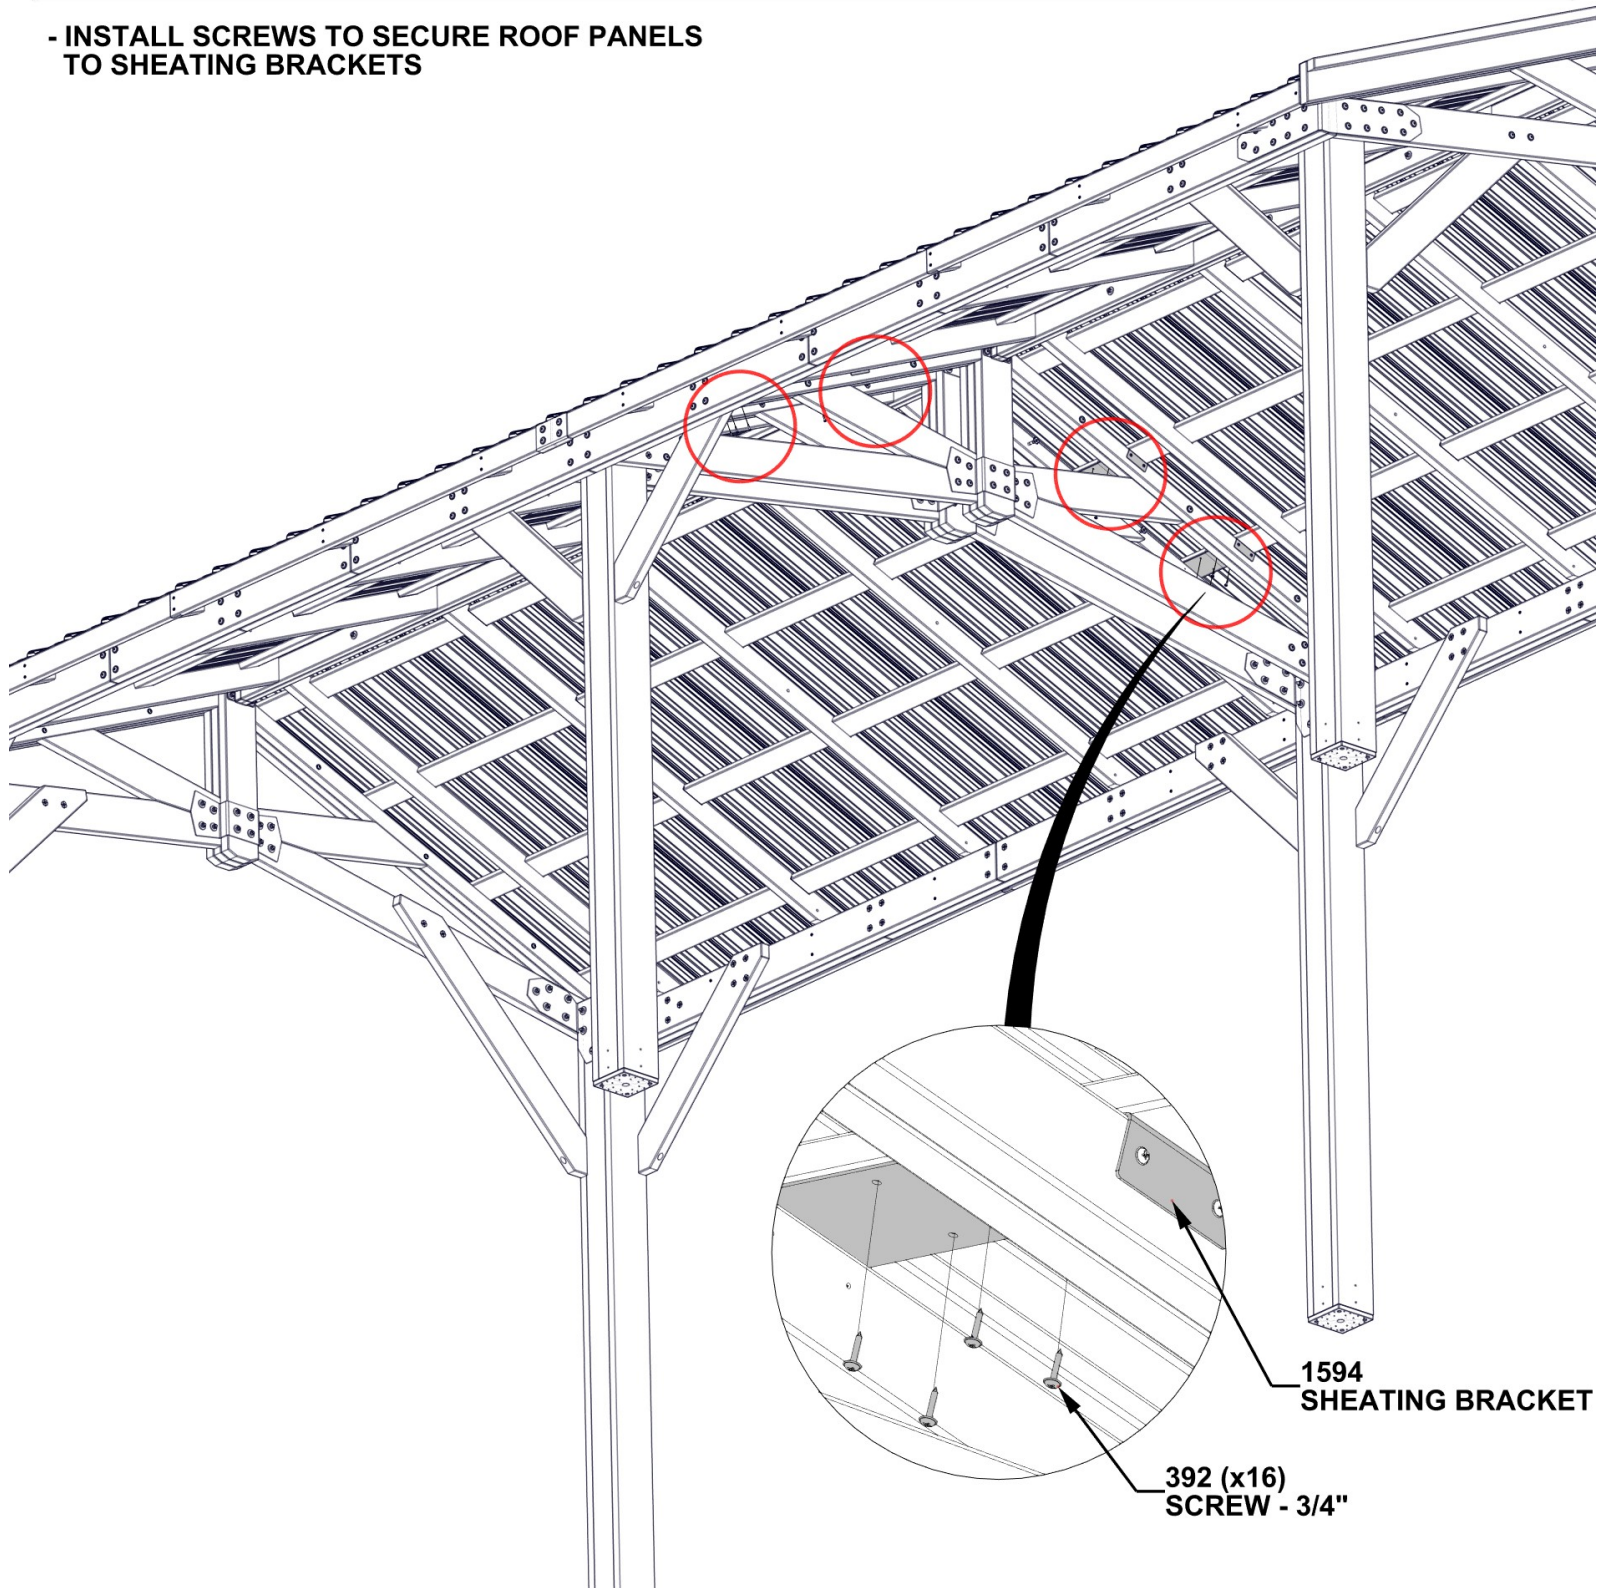 - INSTALL SCREWS TO SECURE ROOF PANELS
TO SHEATING BRACKETS
1594
SHEATING BRACKET
392 (x16)
SCREW - 3/4"